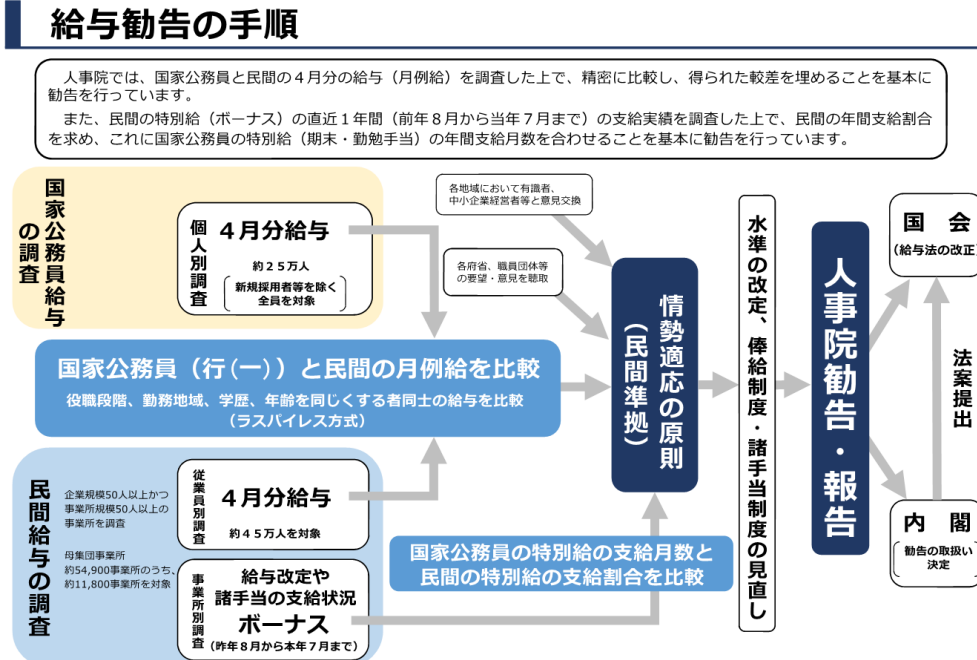 給与勧告の手順
人事院では、国家公務員と民間の４月分の給与（月例給）を調査した上で、精密に比較し、得られた較差を埋めることを基本に
勧告を行っています。
また、民間の特別給（ボーナス）の直近１年間（前年８月から当年７月まで）の支給実績を調査した上で、民間の年間支給割合
を求め、これに国家公務員の特別給（期末・勤勉手当）の年間支給月数を合わせることを基本に勧告を行っています。
国家公務員給与
の調査
個人別調査
４月分給与
約２５万人
新規採用者等を除く
全員を対象
各地域において有識者、
中小企業経営者等と意見交換
各府省、職員団体等
の要望・意見を聴取
国家公務員（行(一)）と民間の月例給を比較
役職段階、勤務地域、学歴、年齢を同じくする者同士の給与を比較
（ラスパイレス方式）
民間給与の調査
企業規模50人以上かつ
事業所規模50人以上の
事業所を調査
母集団事業所
約54,900事業所のうち、
約11,800事業所を対象
従業員別調査
４月分給与
約４５万人を対象
事業所別調査
給与改定や
諸手当の支給状況
ボーナス
（昨年８月から本年７月まで）
国家公務員の特別給の支給月数と
民間の特別給の支給割合を比較
情勢適応の原則
（民間準拠）
水準の改定、俸給制度・諸手当制度の見直し
人事院勧告・報告
国　会
（給与法の改正）
法案提出
内　閣
勧告の取扱い
決定